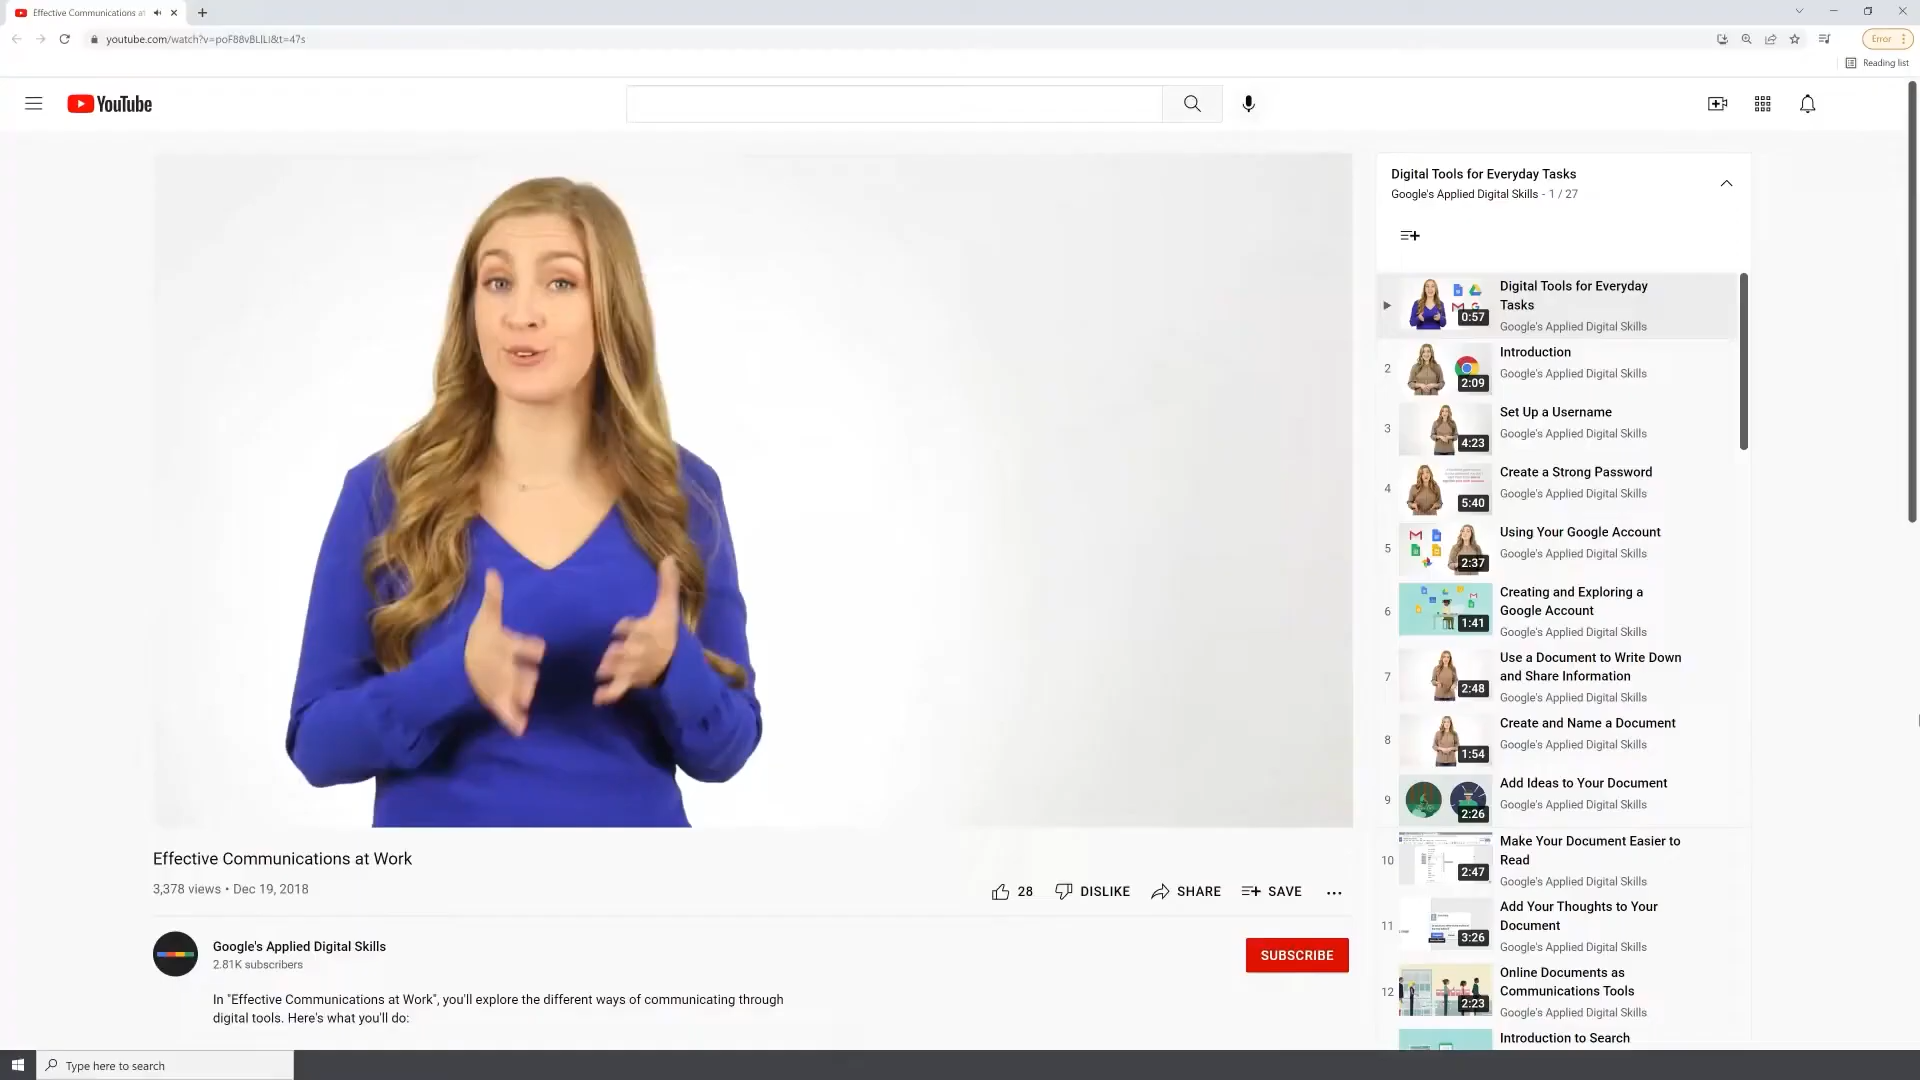 Effective Communications at
youtube.com/watch?v=poF88vBLlLI&t=47s
Error
Reading list
YouTube
Digital Tools for Everyday Tasks
Google's Applied Digital Skills - 1 / 27
Digital Tools for Everyday
Tasks
0:57
Google's Applied Digital Skills
Introduction
2
Google's Applied Digital Skills
2:09
Set Up a Username
3
Google's Applied Digital Skills
4:23
Create a Strong Password
4
Google's Applied Digital Skills
5:40
Using Your Google Account
5
Google's Applied Digital Skills
2:37
Creating and Exploring a
Google Account
6
1:41
Google's Applied Digital Skills
Use a Document to Write Down
and Share Information
7
2:48
Google's Applied Digital Skills
Create and Name a Document
8
Google's Applied Digital Skills
1:54
Add Ideas to Your Document
9
Google's Applied Digital Skills
2:26
Make Your Document Easier to
Read
10
2:47
Google's Applied Digital Skills
Add Your Thoughts to Your
Document
11
3:26
Google's Applied Digital Skills
Online Documents as
Communications Tools
12
2:23
Google's Applied Digital Skills
Introduction to Search
Effective Communications at Work
3,378 views • Dec 19, 2018
28
DISLIKE
SHARE
SAVE
Google's Applied Digital Skills
2.81K subscribers
SUBSCRIBE
In "Effective Communications at Work", you'll explore the different ways of communicating through
digital tools. Here's what you'll do:
Type here to search